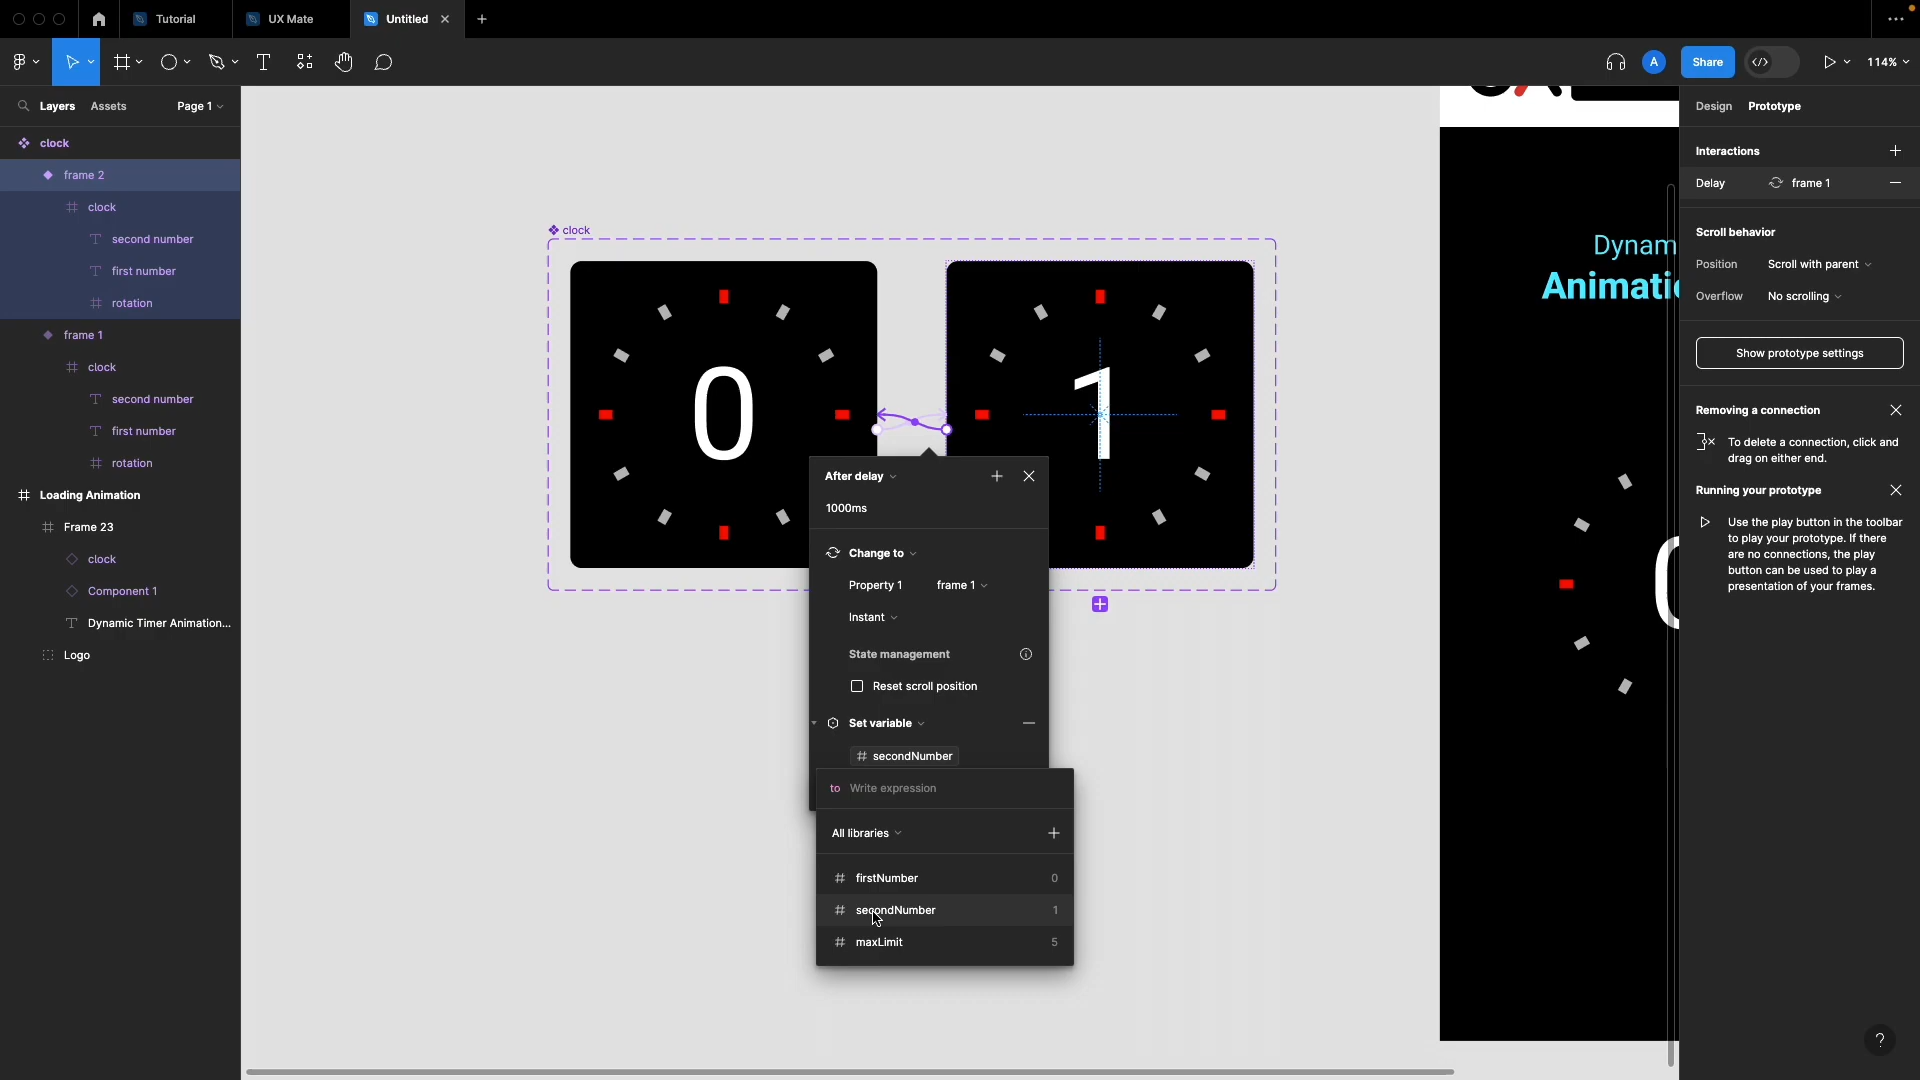 Tutorial
UX Mate
Untitled
A
Share
114%
Layers
Assets
Page 1
clock
frame 2
clock
second number
first number
rotation
frame 1
clock
second number
first number
rotation
Loading Animation
Frame 23
clock
Component 1
Dynamic Timer Animation...
Logo
clock
0
1
After delay
1000ms
Change to
Property 1 frame 1
Instant
State management
Reset scroll position
Set variable
secondNumber
to Write expression
All libraries
firstNumber 0
secondNumber 1
maxLimit 5
Dynam
Animatio
0
Design
Prototype
Interactions
Delay frame 1
Scroll behavior
Position Scroll with parent
Overflow No scrolling
Show prototype settings
Removing a connection
To delete a connection, click and
drag on either end.
Running your prototype
Use the play button in the toolbar
to play your prototype. If there
are no connections, the play
button can be used to play a
presentation of your frames.
?